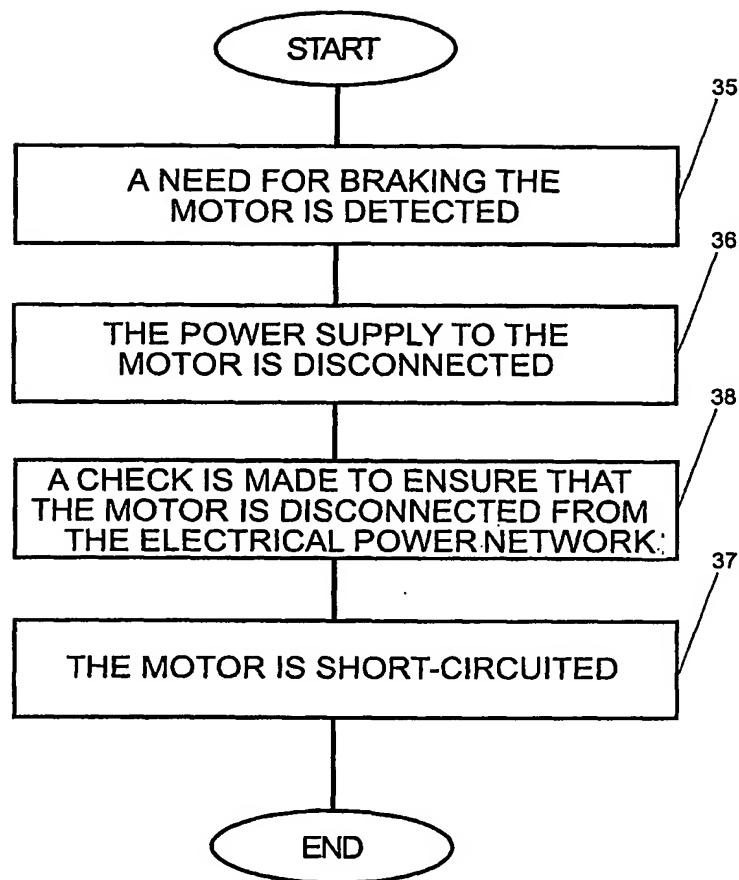 START
35
A NEED FOR BRAKING THE
MOTOR IS DETECTED
36
THE POWER SUPPLY TO THE
MOTOR IS DISCONNECTED
38
A CHECK IS MADE TO ENSURE THAT
THE MOTOR IS DISCONNECTED FROM
THE ELECTRICAL POWER NETWORK
37
THE MOTOR IS SHORT-CIRCUITED
END